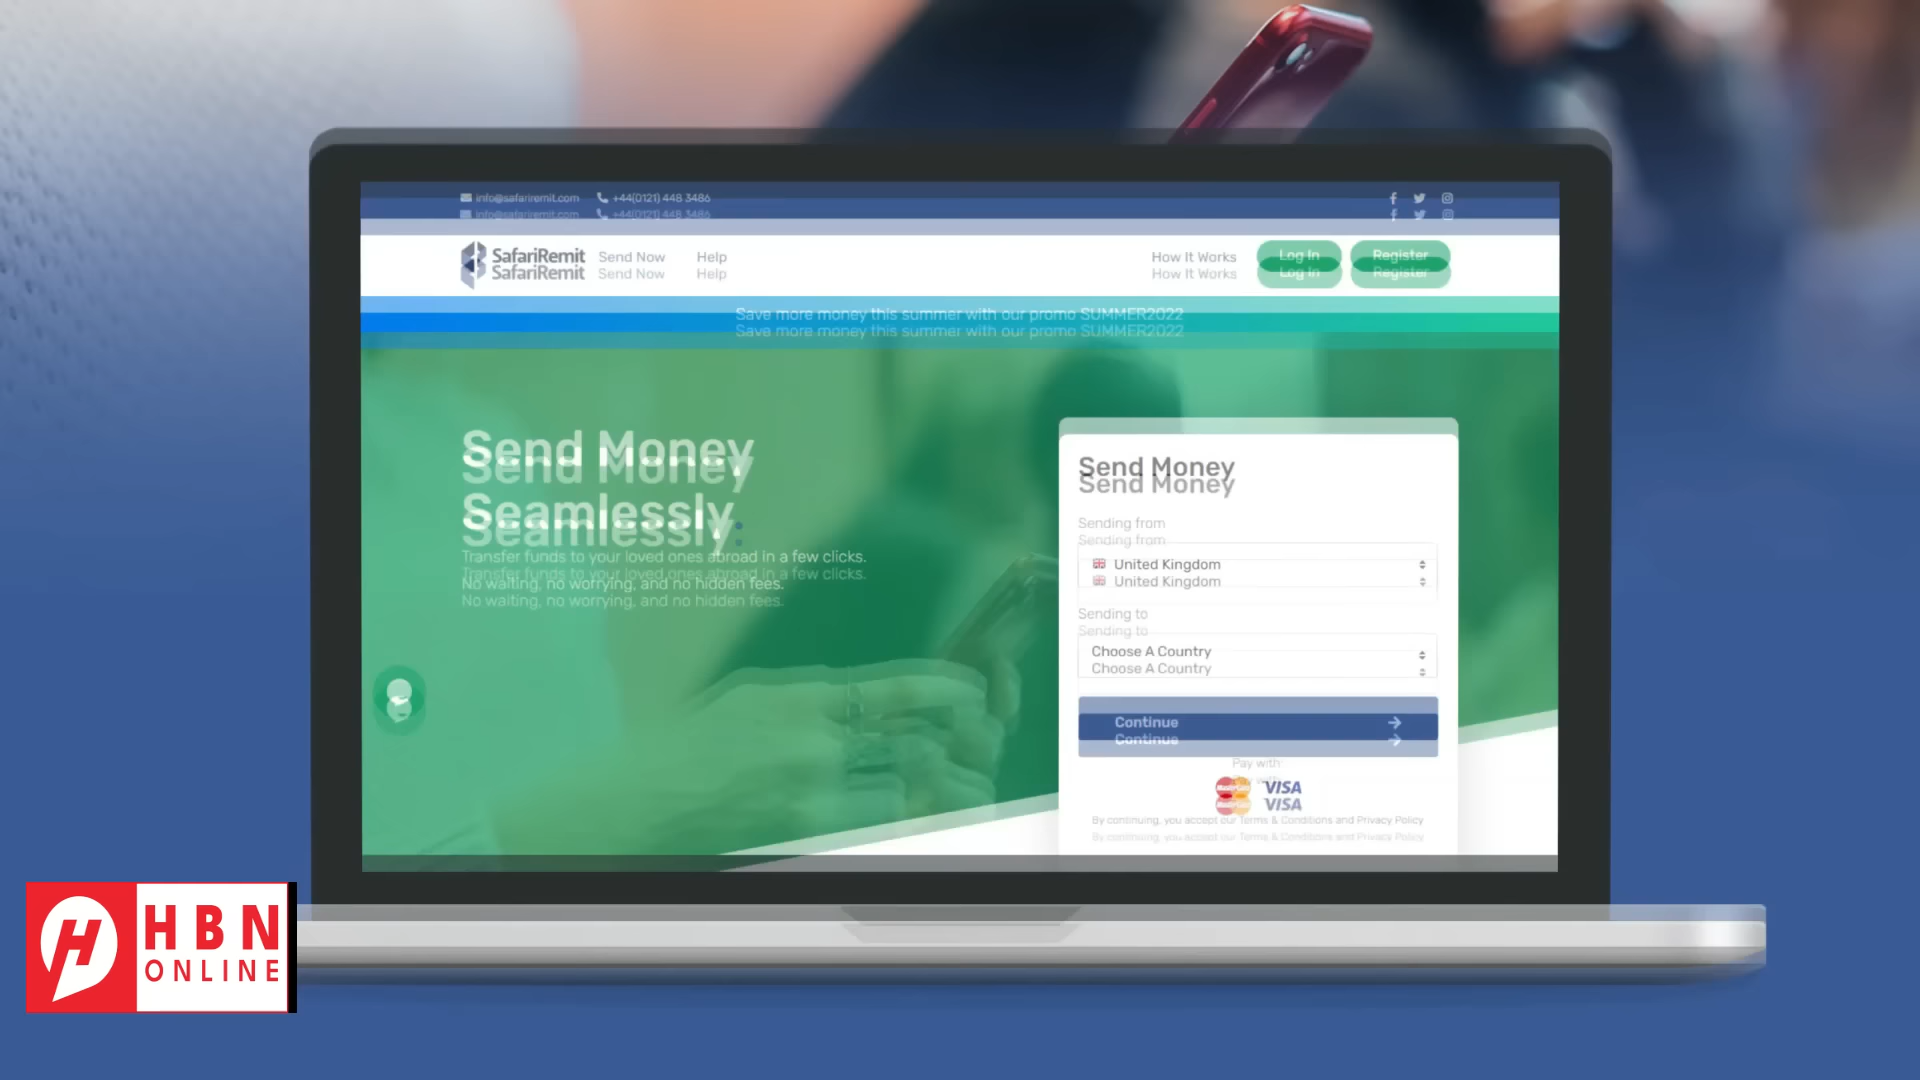 info@safariremit.com +44(0121) 448 3486
SafariRemit Send Now Help How It Works Log In Register
Save more money this summer with our promo SUMMER2022
Send Money
Seamlessly
Transfer funds to your loved ones abroad in a few clicks.
No waiting, no worrying, and no hidden fees.
Send Money
Sending from
United Kingdom
Sending to
Choose A Country
Continue
Pay with:
MasterCard VISA
By continuing, you accept our Terms & Conditions and Privacy Policy
HBN
ONLINE